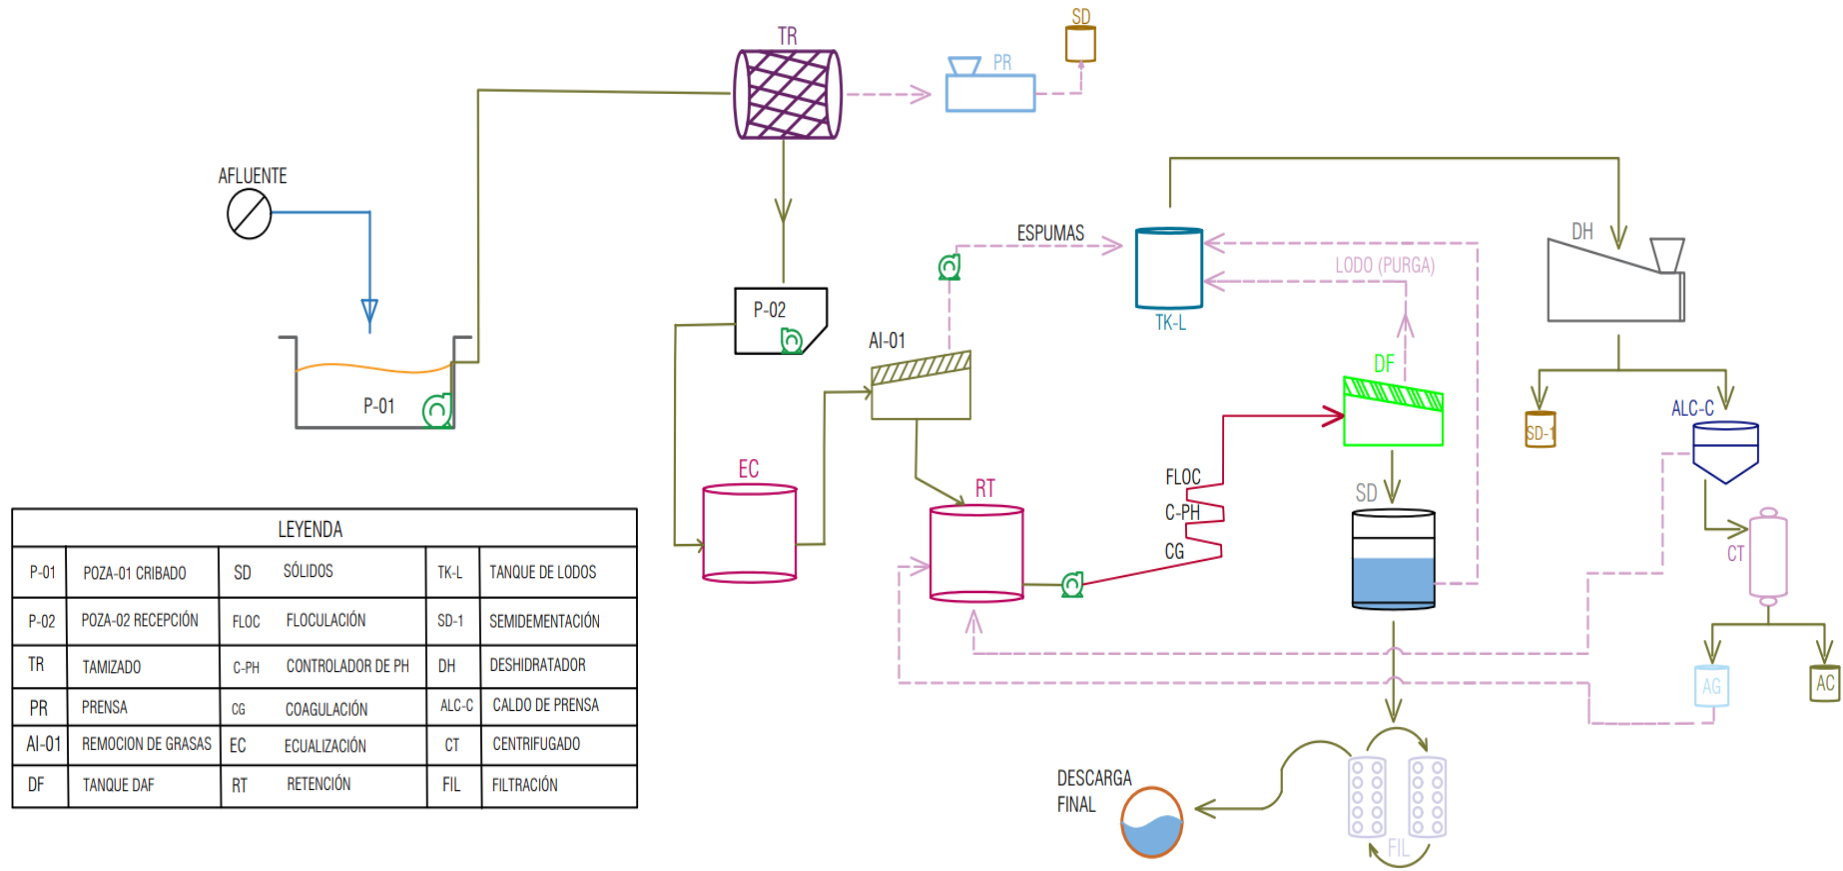 TR
PR
SD
AFLUENTE
P-01
P-02
ESPUMAS
TK-L
LODO (PURGA)
DH
AI-01
DF
SD-1
ALC-C
EC
RT
FLOC
C-PH
CG
SD
CT
AG
AC
DESCARGA
FINAL
FIL
LEYENDA
P-01 POZA-01 CRIBADO SD SÓLIDOS TK-L TANQUE DE LODOS
P-02 POZA-02 RECEPCIÓN FLOC FLOCULACIÓN SD-1 SEMIDEMENTACIÓN
TR TAMIZADO C-PH CONTROLADOR DE PH DH DESHIDRATADOR
PR PRENSA CG COAGULACIÓN ALC-C CALDO DE PRENSA
AI-01 REMOCION DE GRASAS EC ECUALIZACIÓN CT CENTRIFUGADO
DF TANQUE DAF RT RETENCIÓN FIL FILTRACIÓN